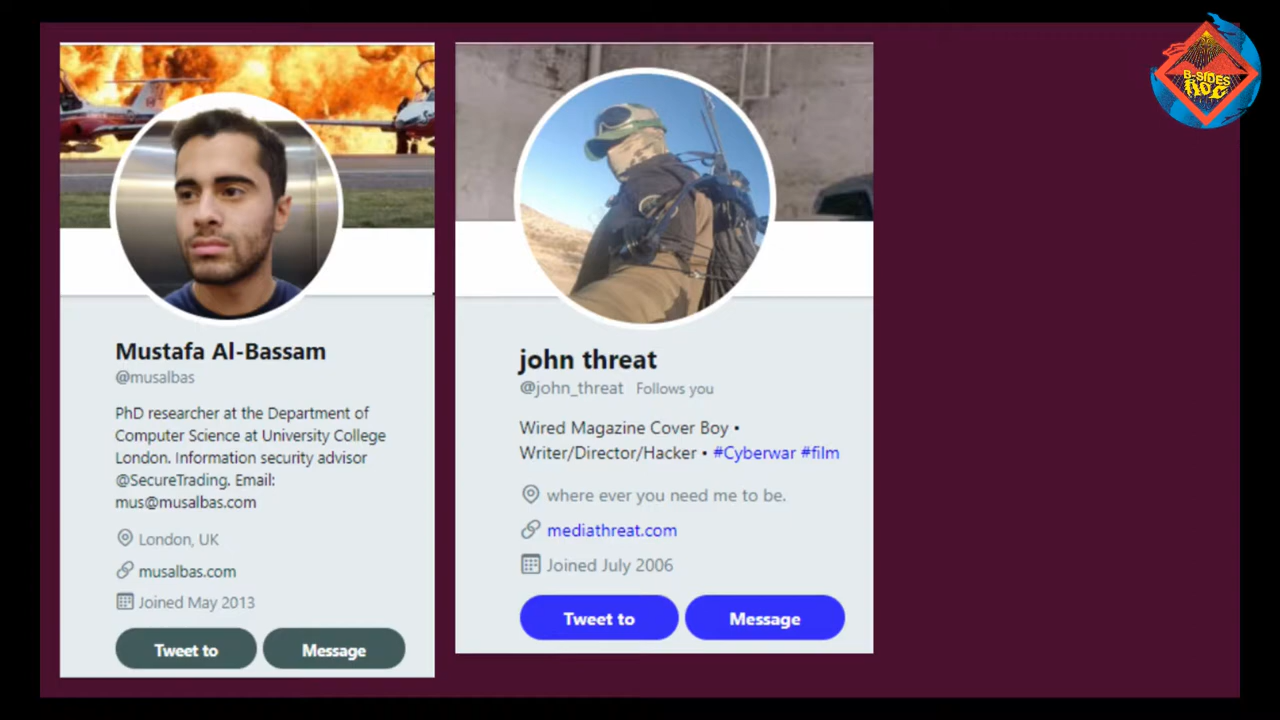 B-SIDES
ROC
Mustafa Al-Bassam
@musalbas
PhD researcher at the Department of
Computer Science at University College
London. Information security advisor
@SecureTrading. Email:
mus@musalbas.com
London, UK
musalbas.com
Joined May 2013
Tweet to
Message
john threat
@john_threat Follows you
Wired Magazine Cover Boy •
Writer/Director/Hacker • #Cyberwar #film
where ever you need me to be.
mediathreat.com
Joined July 2006
Tweet to
Message